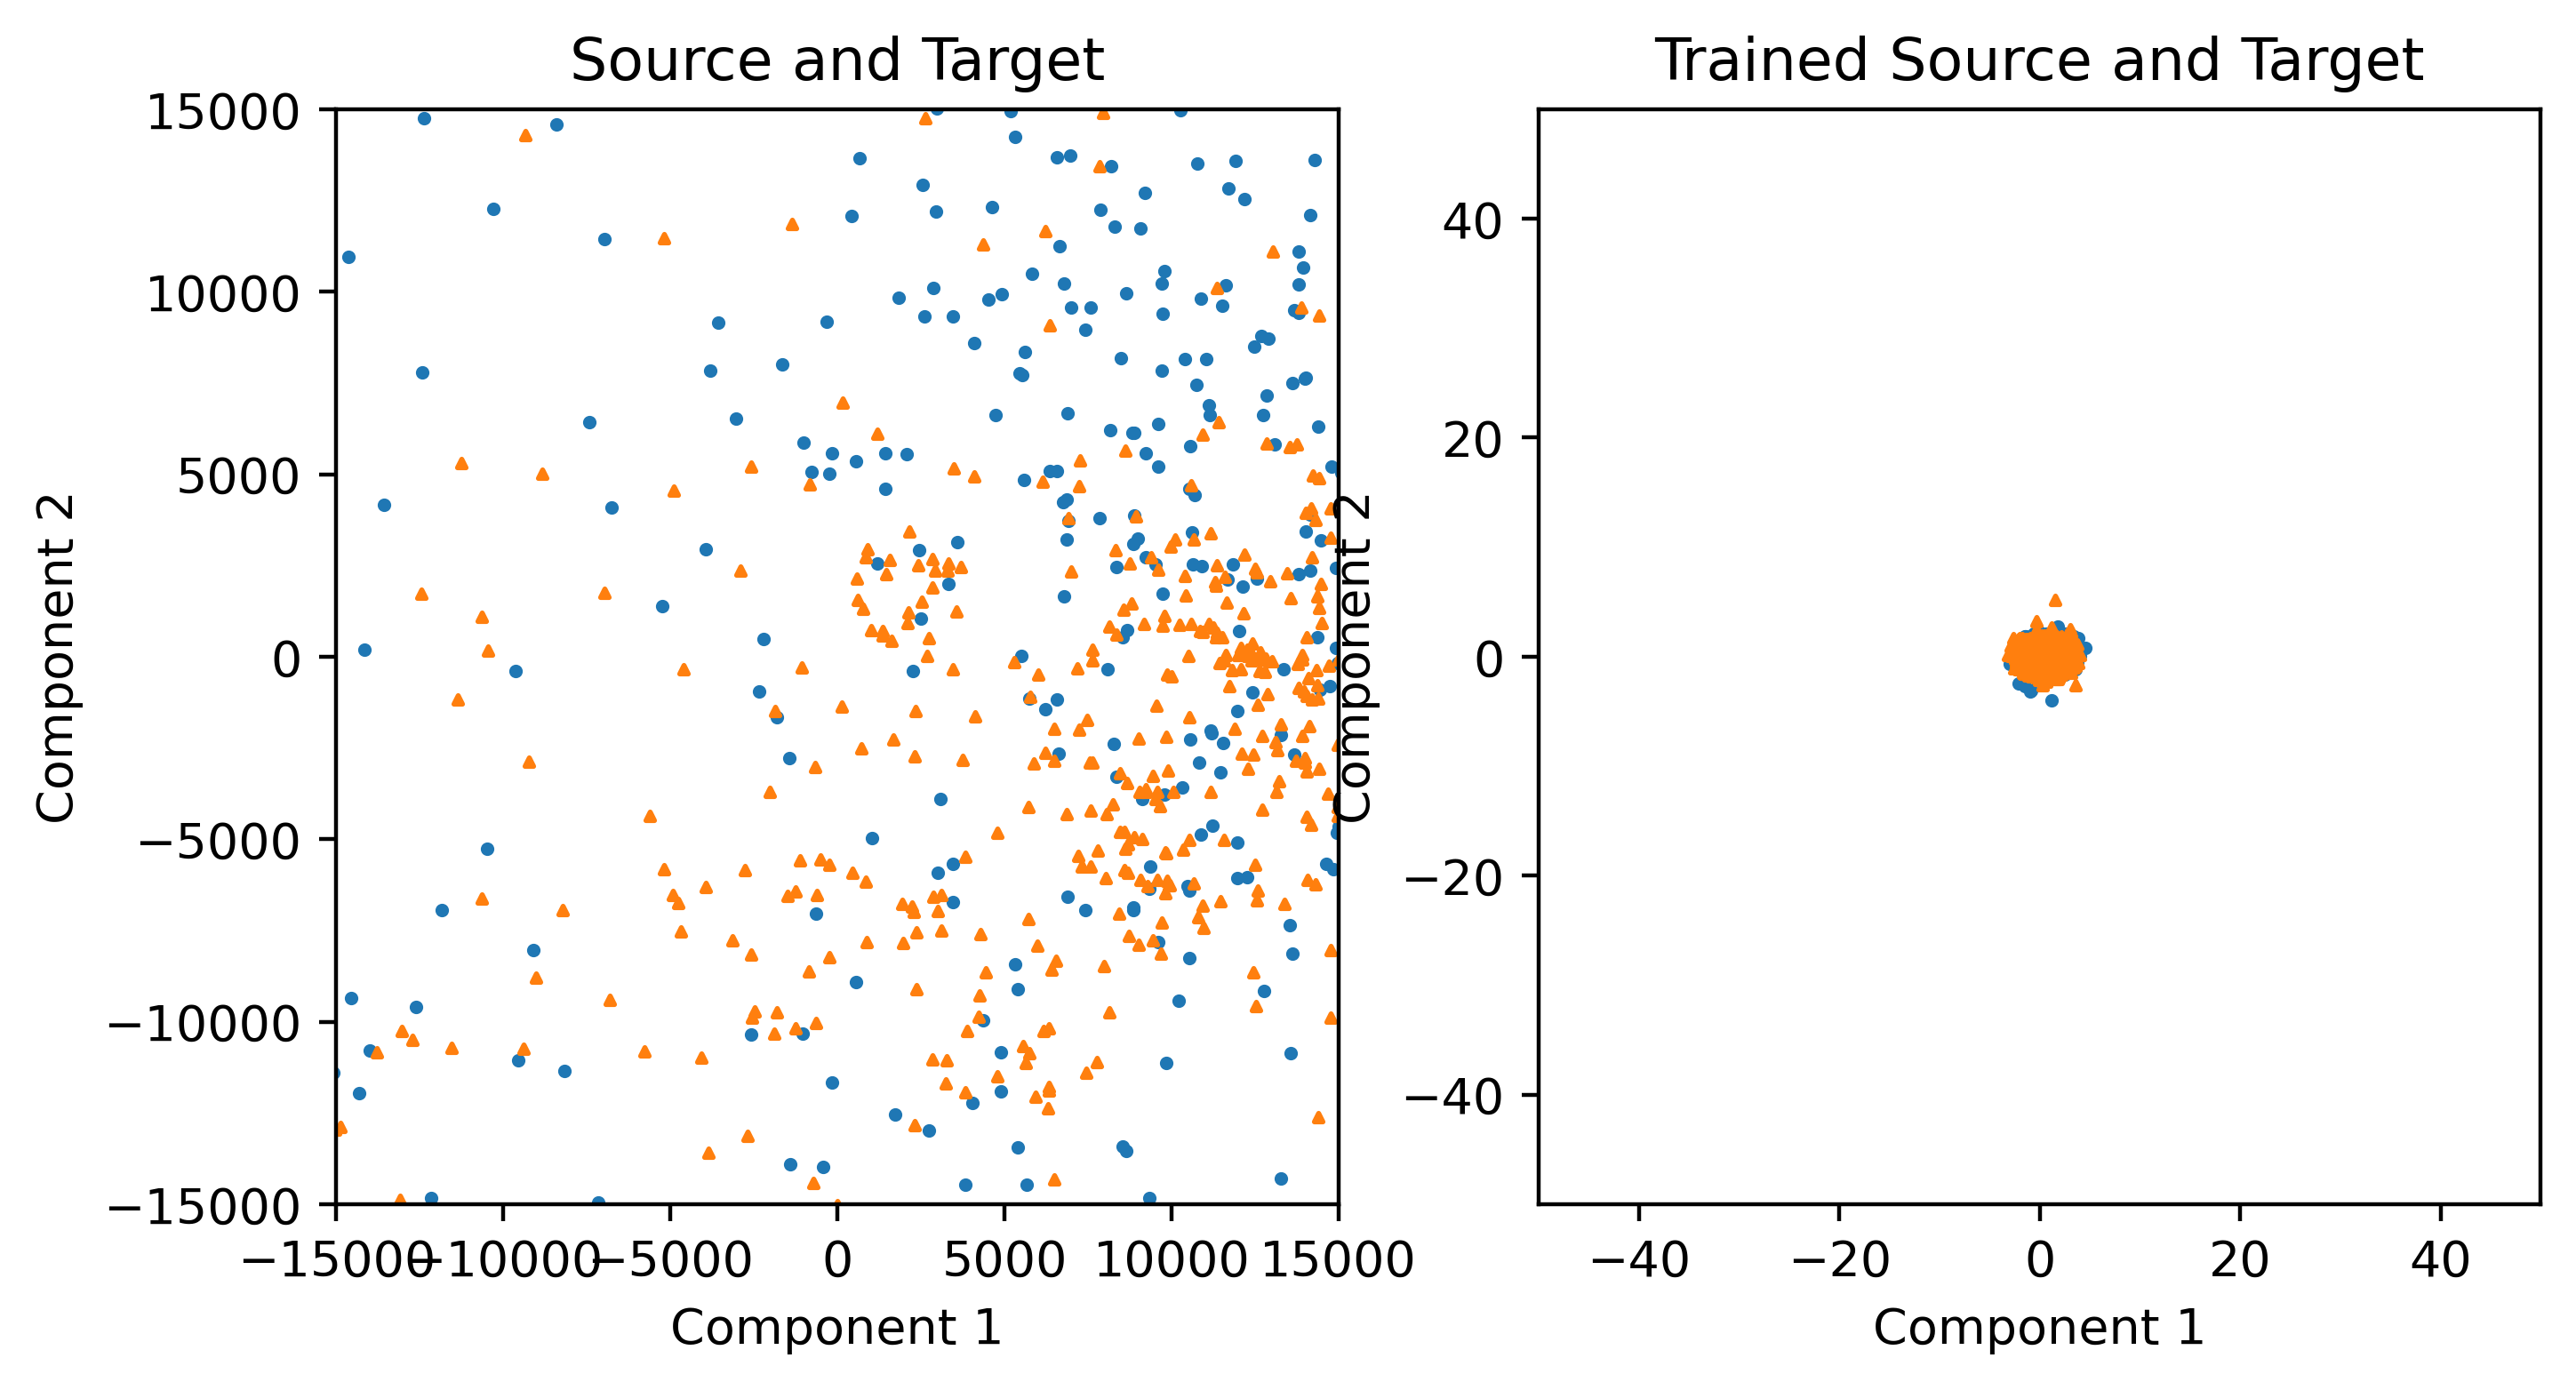 Source and Target
15000
10000
5000
0
−5000
−10000
−15000
Component 2
−15000 −10000 −5000 0 5000 10000 15000
Component 1
Trained Source and Target
40
20
0
−20
−40
Component 2
−40 −20 0 20 40
Component 1